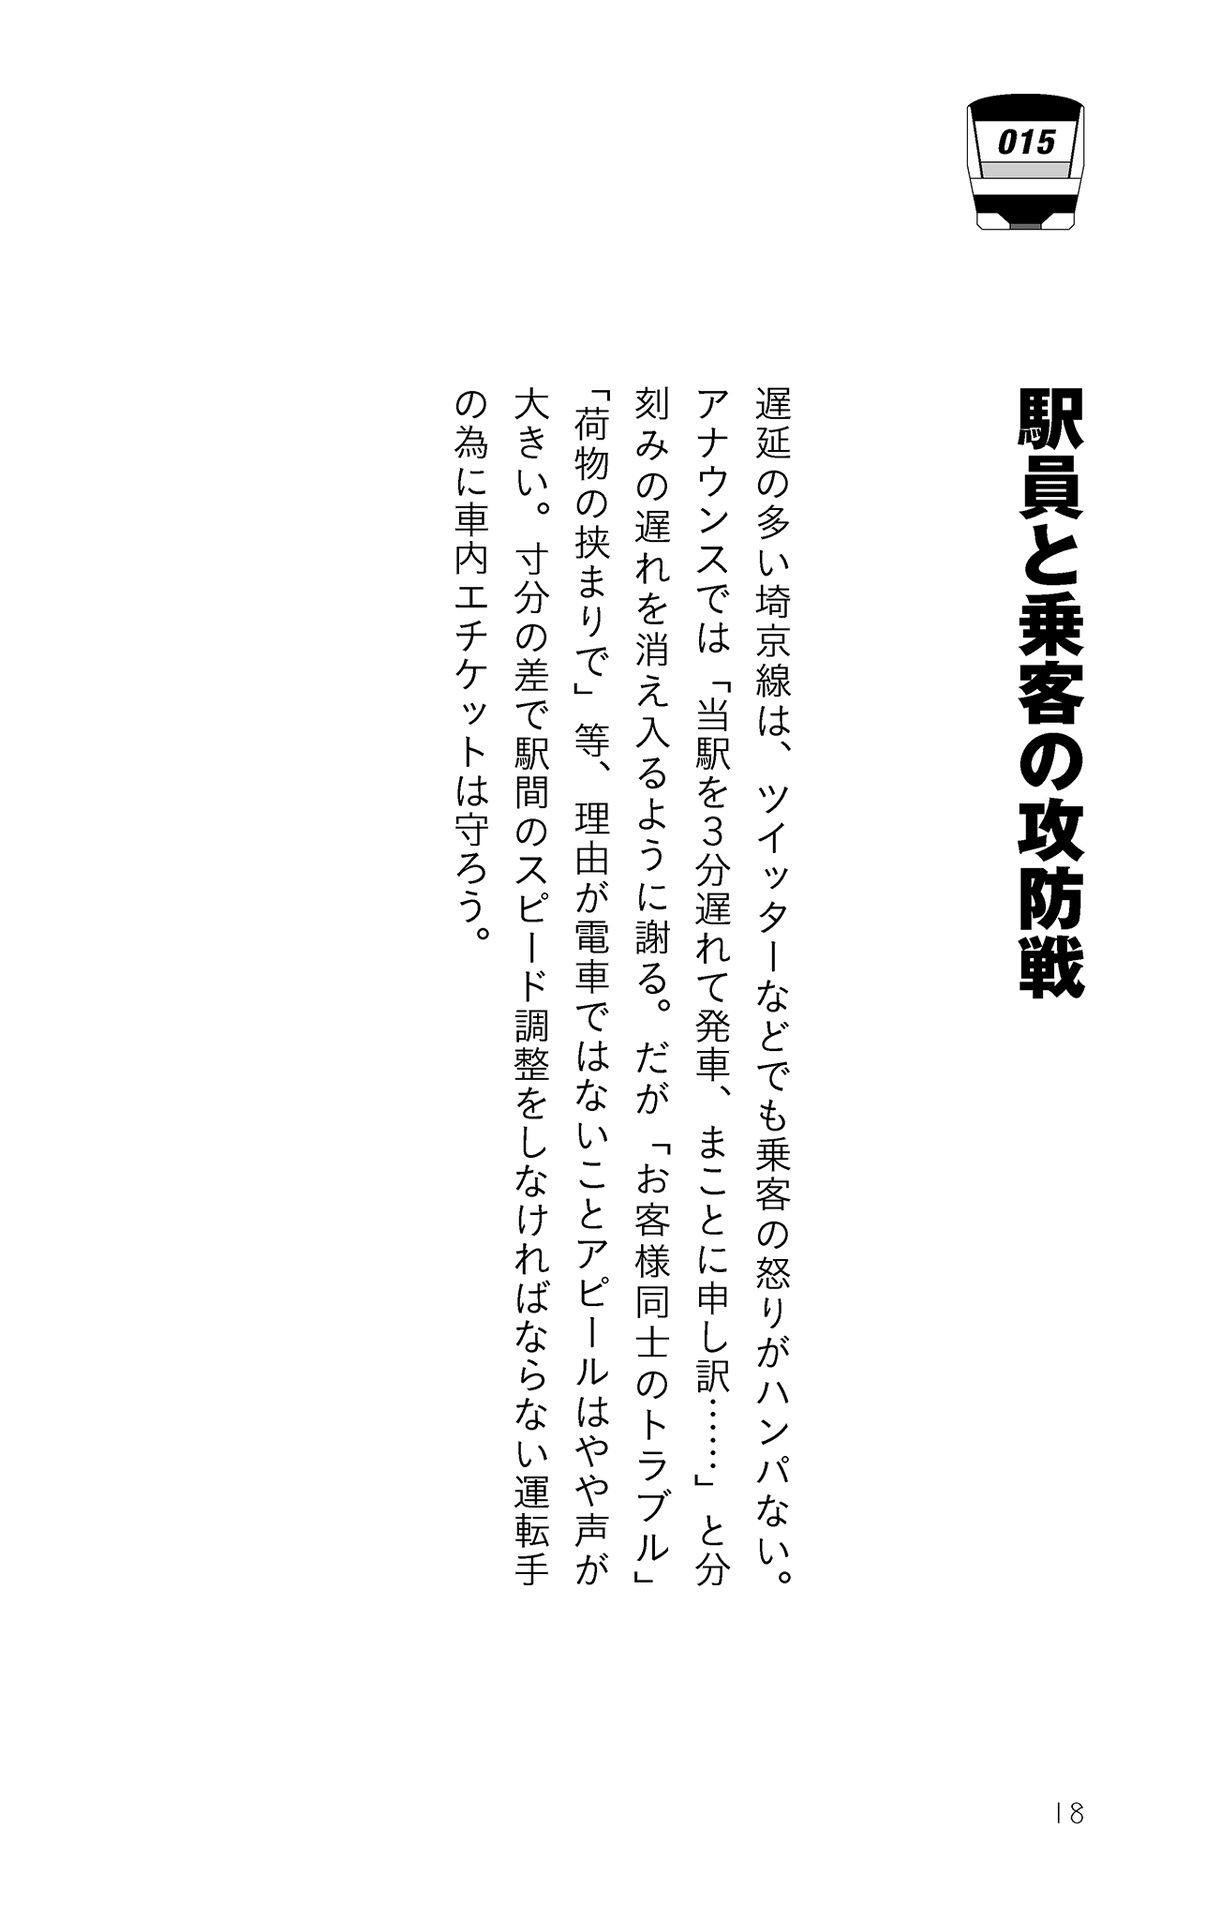 015
駅員と乗客の攻防戦
遅延の多い埼京線は、ツイッターなどでも乗客の怒りがハンパない。
アナウンスでは「当駅を3分遅れて発車、まことに申し訳……」と分
刻みの遅れを消え入るように謝る。だが「お客様同士のトラブル」
「荷物の挟まりで」等、理由が電車ではないことアピールはやや声が
大きい。寸分の差で駅間のスピード調整をしなければならない運転手
の為に車内エチケットは守ろう。
18